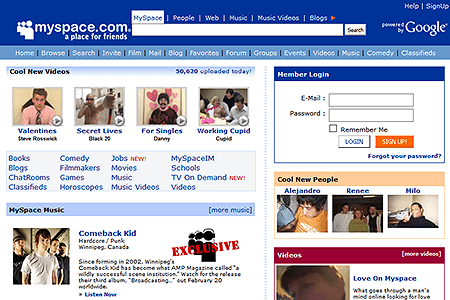 Help | SignUp
MySpace | People | Web | Music | Music Videos | Blogs
myspace.com®
a place for friends
Search
powered by Google™
Home | Browse | Search | Invite | Film | Mail | Blog | Favorites | Forum | Groups | Events | Videos | Music | Comedy | Classifieds
Cool New Videos
50,620 uploaded today!
Valentines
Steve Rosswick
Secret Lives
Black 20
For Singles
Danny
Working Cupid
Cupid
Books Comedy Jobs NEW! MySpaceIM
Blogs Filmmakers Movies Schools
ChatRooms Games Music TV On Demand NEW!
Classifieds Horoscopes Music Videos Videos
MySpace Music
[more music]
Comeback Kid
Hardcore / Punk
Winnipeg, Canada
EXCLUSIVE
Since forming in 2002, Winnipeg's
Comeback Kid has become what AMP Magazine called "a
wildly successful scene institution." Watch for the release
their third album, "Broadcasting..." out February 20
worldwide.
» Listen Now
Member Login
E-Mail :
Password :
Remember Me
LOGIN
SIGN UP!
Forgot your password?
Cool New People
Alejandro
Renee
Milo
Videos
[more videos]
Love On Myspace
What goes through a man's
mind when looking for love